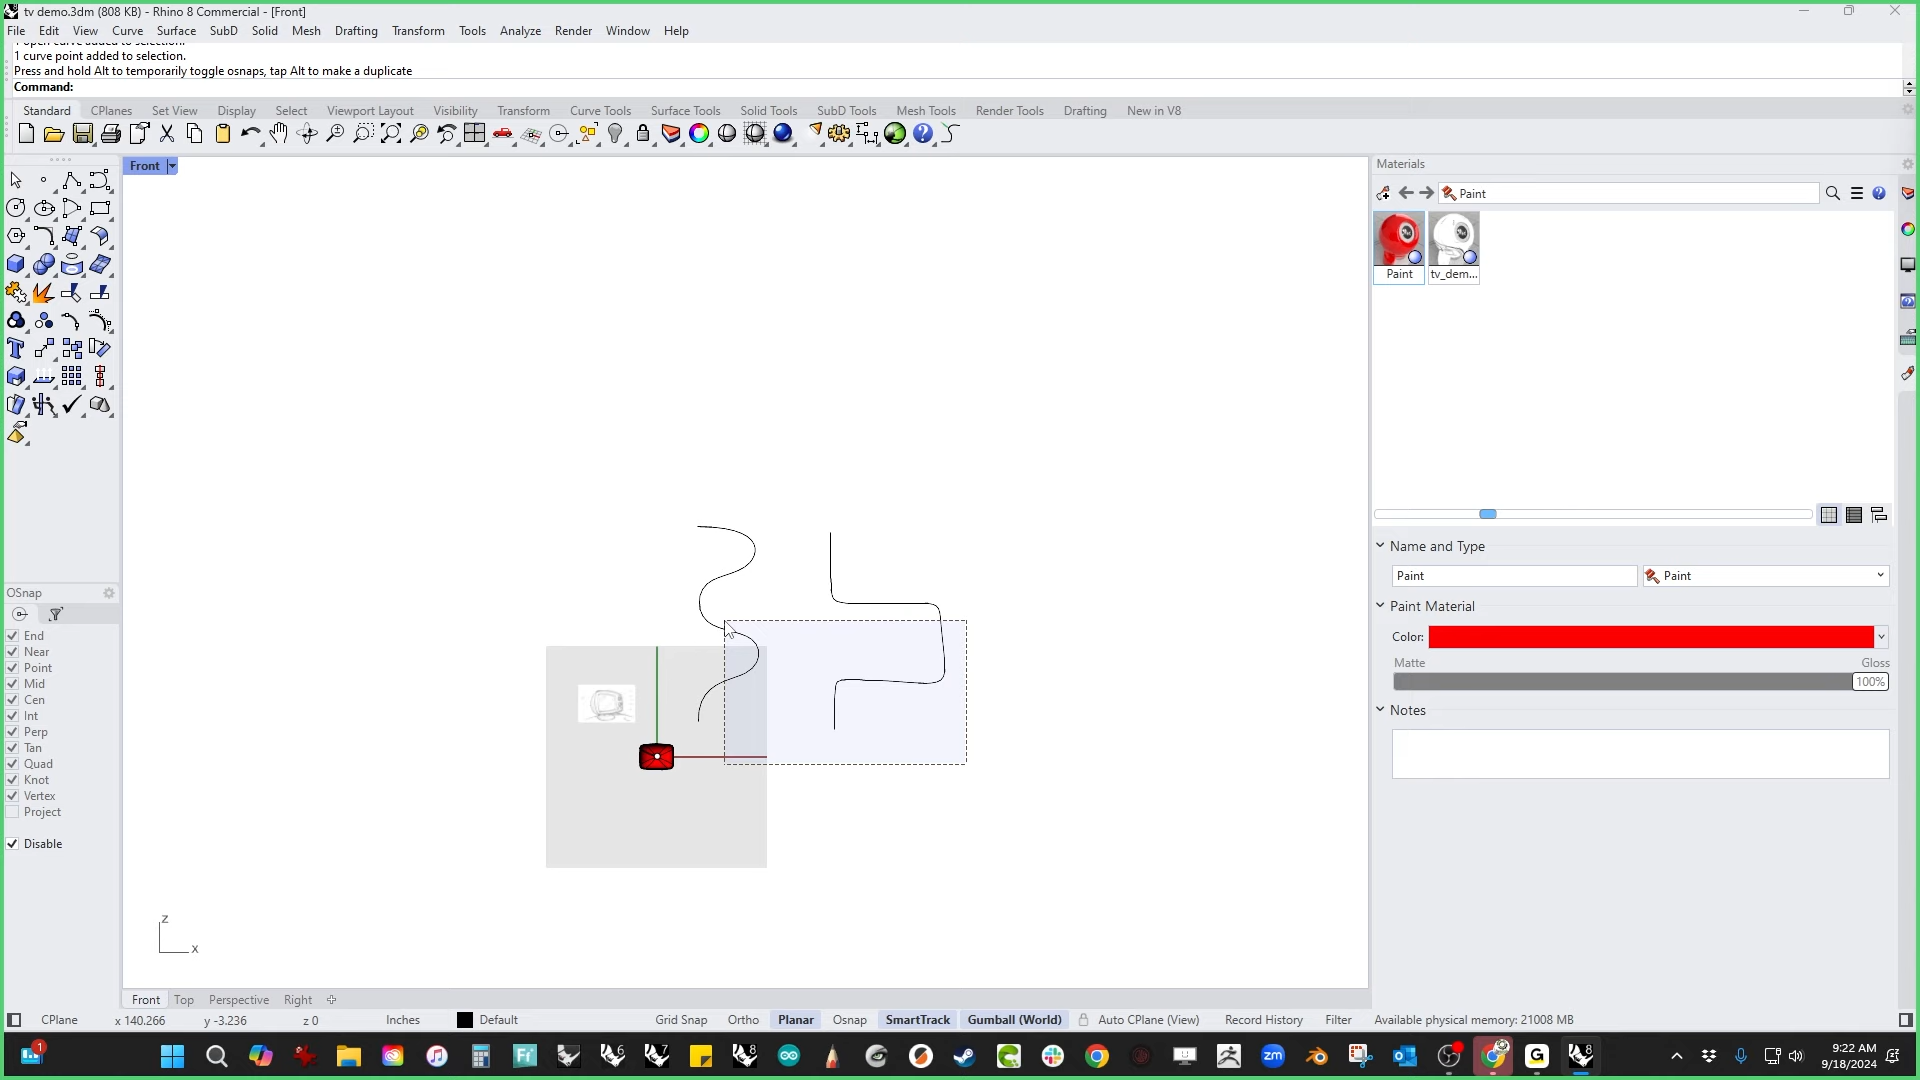 tv demo.3dm (808 KB) - Rhino 8 Commercial - [Front]
File Edit View Curve Surface SubD Solid Mesh Drafting Transform Tools Analyze Render Window Help
1 open curve added to selection.
1 curve point added to selection.
Press and hold Alt to temporarily toggle osnaps, tap Alt to make a duplicate
Command:
Standard CPlanes Set View Display Select Viewport Layout Visibility Transform Curve Tools Surface Tools Solid Tools SubD Tools Mesh Tools Render Tools Drafting New in V8
Front
Materials
Paint
Paint tv_dem...
Name and Type
Paint Paint
Paint Material
Color:
Matte Gloss
100%
Notes
OSnap
End
Near
Point
Mid
Cen
Int
Perp
Tan
Quad
Knot
Vertex
Project
Disable
z
x
Front Top Perspective Right
CPlane x 140.266 y -3.236 z 0 Inches Default Grid Snap Ortho Planar Osnap SmartTrack Gumball (World) Auto CPlane (View) Record History Filter Available physical memory: 21008 MB
9:22 AM
9/18/2024